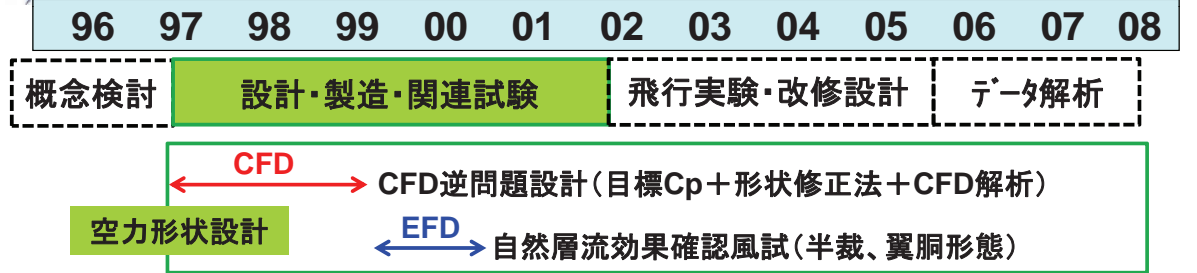 96 97 98 99 00 01 02 03 04 05 06 07 08
概念検討 設計・製造・関連試験 飛行実験・改修設計 データ解析
CFD
CFD逆問題設計（目標Cp＋形状修正法＋CFD解析）
空力形状設計
EFD
自然層流効果確認風試（半裁、翼胴形態）